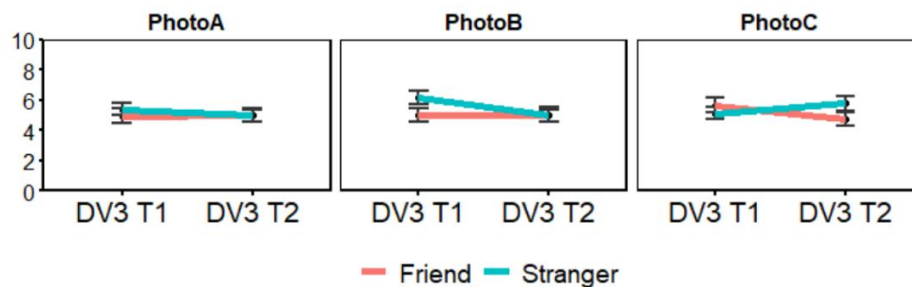 PhotoA PhotoB PhotoC
10
8
6
4
2
0
DV3 T1 DV3 T2 DV3 T1 DV3 T2 DV3 T1 DV3 T2
Friend Stranger